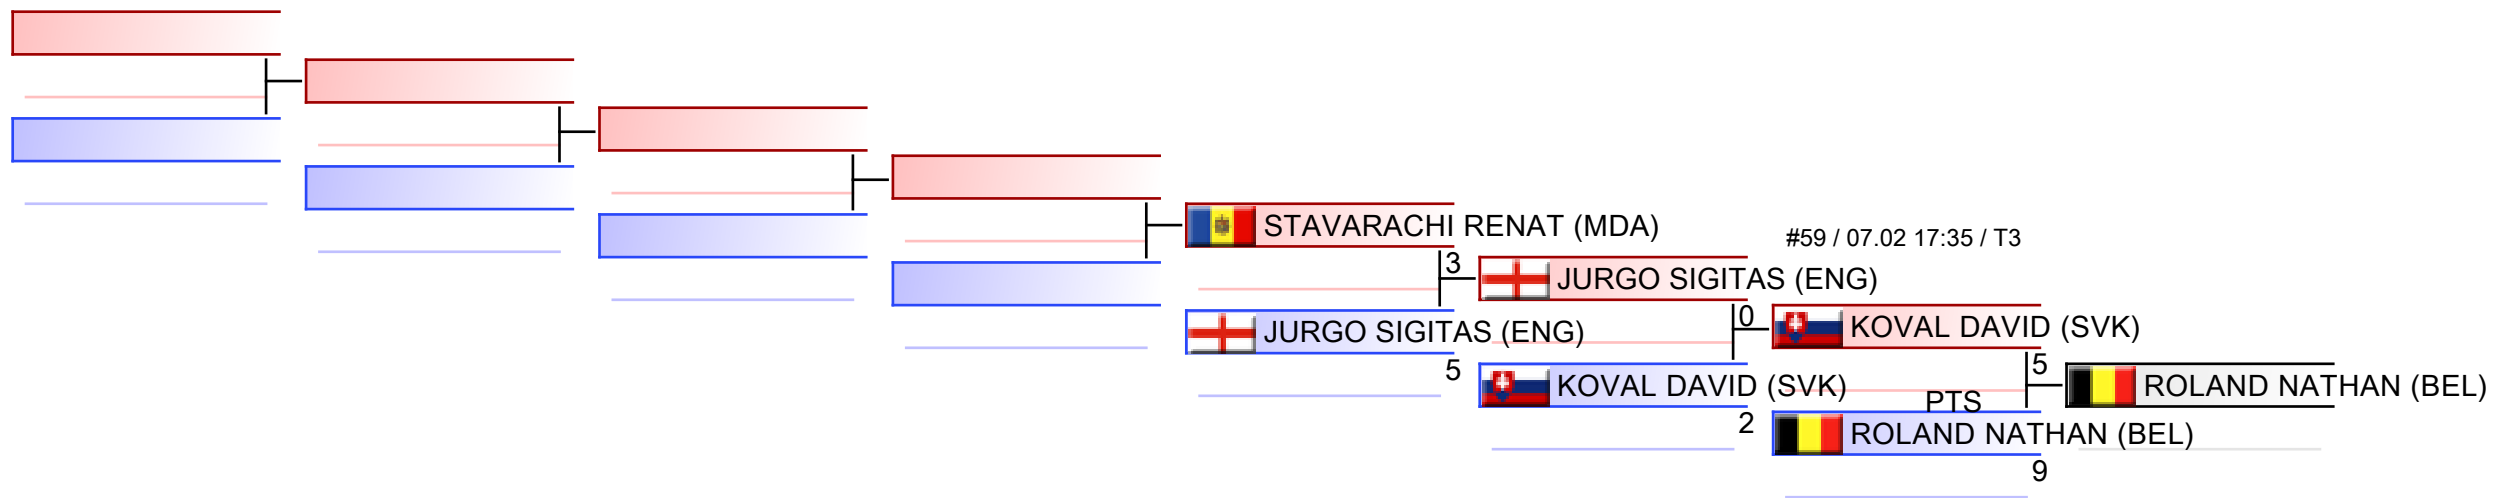 STAVARACHI RENAT (MDA)
3
JURGO SIGITAS (ENG)
5
JURGO SIGITAS (ENG)
0
KOVAL DAVID (SVK)
2
#59 / 07.02 17:35 / T3
KOVAL DAVID (SVK)
5
PTS
ROLAND NATHAN (BEL)
9
ROLAND NATHAN (BEL)